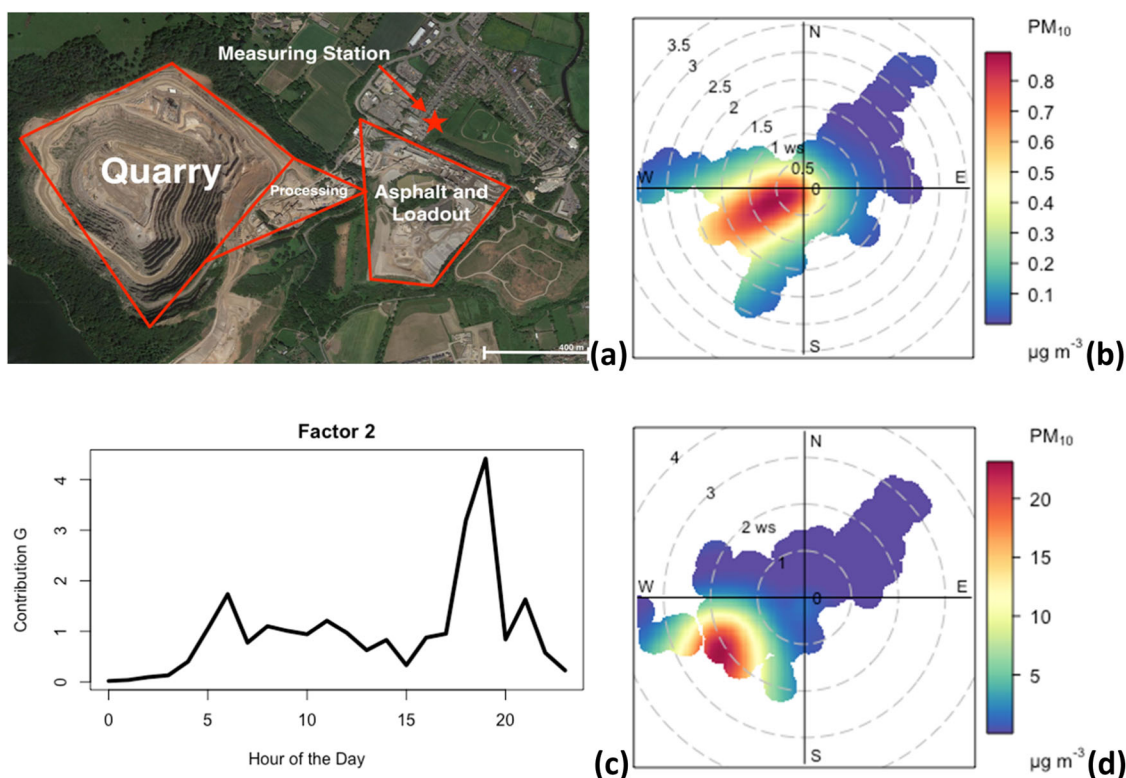 Measuring Station
Quarry
Processing
Asphalt and
Loadout
400 m
(a)
N
3.5
3
2.5
2
1.5
1 ws
0.5
0
W
E
S
PM10
0.8
0.7
0.6
0.5
0.4
0.3
0.2
0.1
µg m-3
(b)
Factor 2
Contribution G
4
3
2
1
0
0
5
10
15
20
Hour of the Day
(c)
N
4
3
2 ws
1
0
W
E
S
PM10
20
15
10
5
µg m-3
(d)